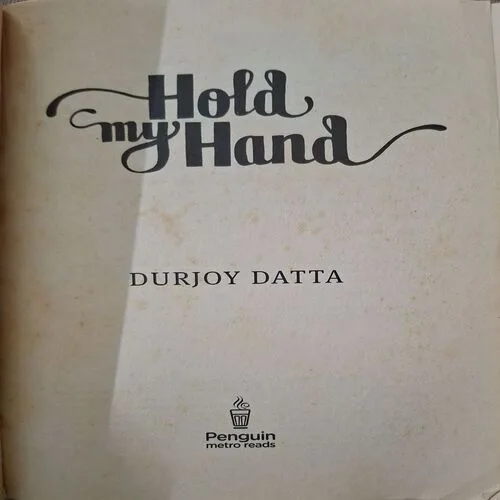 Hold
my Hand
DURJOY DATTA
Penguin
metro reads